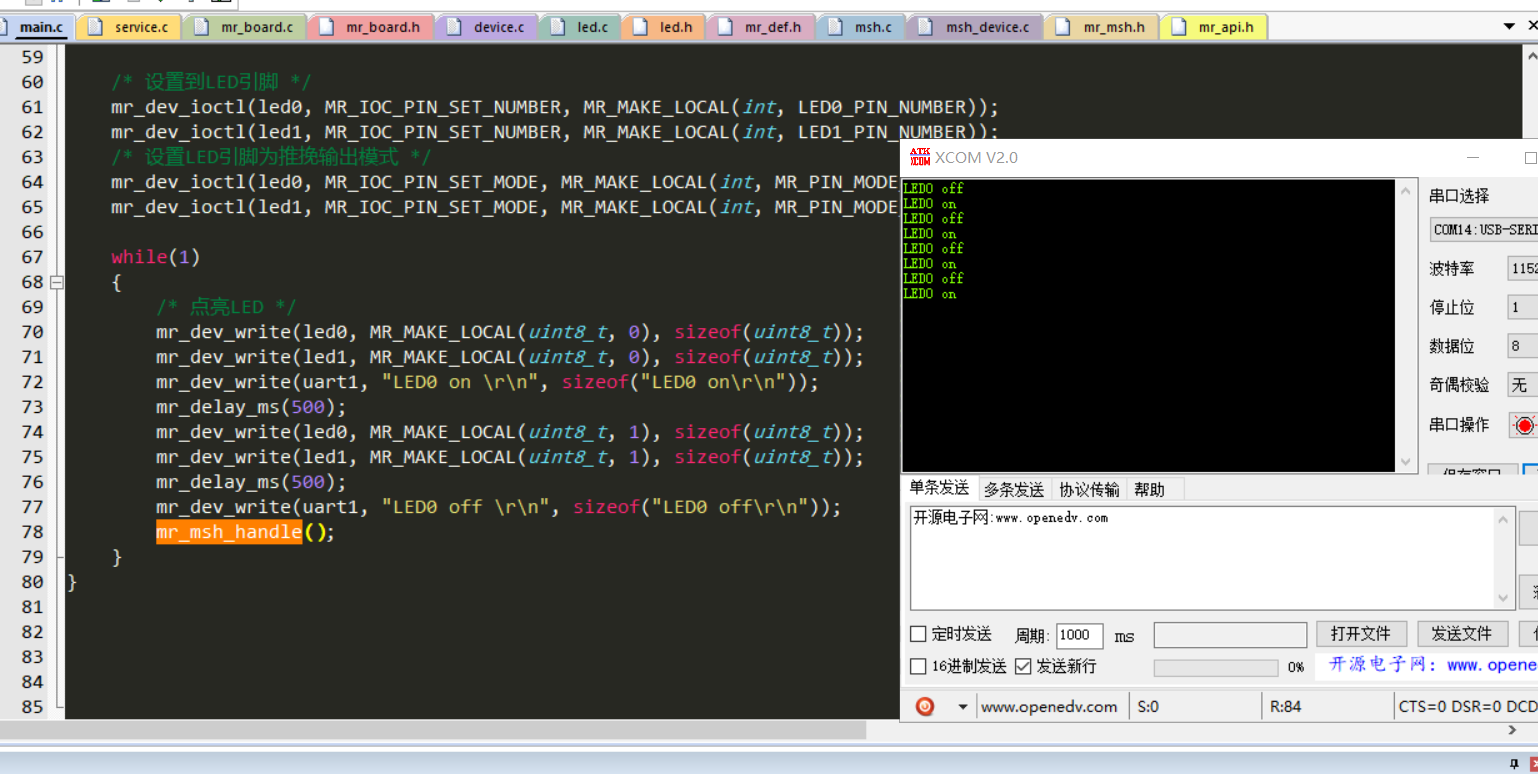 main.c service.c mr_board.c mr_board.h device.c led.c led.h mr_def.h msh.c msh_device.c mr_msh.h mr_api.h
59
60 /* 设置到LED引脚 */
61 mr_dev_ioctl(led0, MR_IOC_PIN_SET_NUMBER, MR_MAKE_LOCAL(int, LED0_PIN_NUMBER));
62 mr_dev_ioctl(led1, MR_IOC_PIN_SET_NUMBER, MR_MAKE_LOCAL(int, LED1_PIN_NUMBER));
63 /* 设置LED引脚为推挽输出模式 */
64 mr_dev_ioctl(led0, MR_IOC_PIN_SET_MODE, MR_MAKE_LOCAL(int, MR_PIN_MODE
65 mr_dev_ioctl(led1, MR_IOC_PIN_SET_MODE, MR_MAKE_LOCAL(int, MR_PIN_MODE
66
67 while(1)
68 {
69 /* 点亮LED */
70 mr_dev_write(led0, MR_MAKE_LOCAL(uint8_t, 0), sizeof(uint8_t));
71 mr_dev_write(led1, MR_MAKE_LOCAL(uint8_t, 0), sizeof(uint8_t));
72 mr_dev_write(uart1, "LED0 on \r\n", sizeof("LED0 on\r\n"));
73 mr_delay_ms(500);
74 mr_dev_write(led0, MR_MAKE_LOCAL(uint8_t, 1), sizeof(uint8_t));
75 mr_dev_write(led1, MR_MAKE_LOCAL(uint8_t, 1), sizeof(uint8_t));
76 mr_delay_ms(500);
77 mr_dev_write(uart1, "LED0 off \r\n", sizeof("LED0 off\r\n"));
78 mr_msh_handle();
79 }
80 }
81
82
83
84
85
ATK XCOM XCOM V2.0
LED0 off
LED0 on
LED0 off
LED0 on
LED0 off
LED0 on
LED0 off
LED0 on
串口选择
COM14:USB-SERI
波特率 1152
停止位 1
数据位 8
奇偶校验 无
串口操作
保存窗口
单条发送 多条发送 协议传输 帮助
开源电子网:www.openedv.com
定时发送 周期: 1000 ms 打开文件 发送文件
16进制发送 发送新行 0% 开源电子网: www.opene
www.openedv.com S:0 R:84 CTS=0 DSR=0 DCD